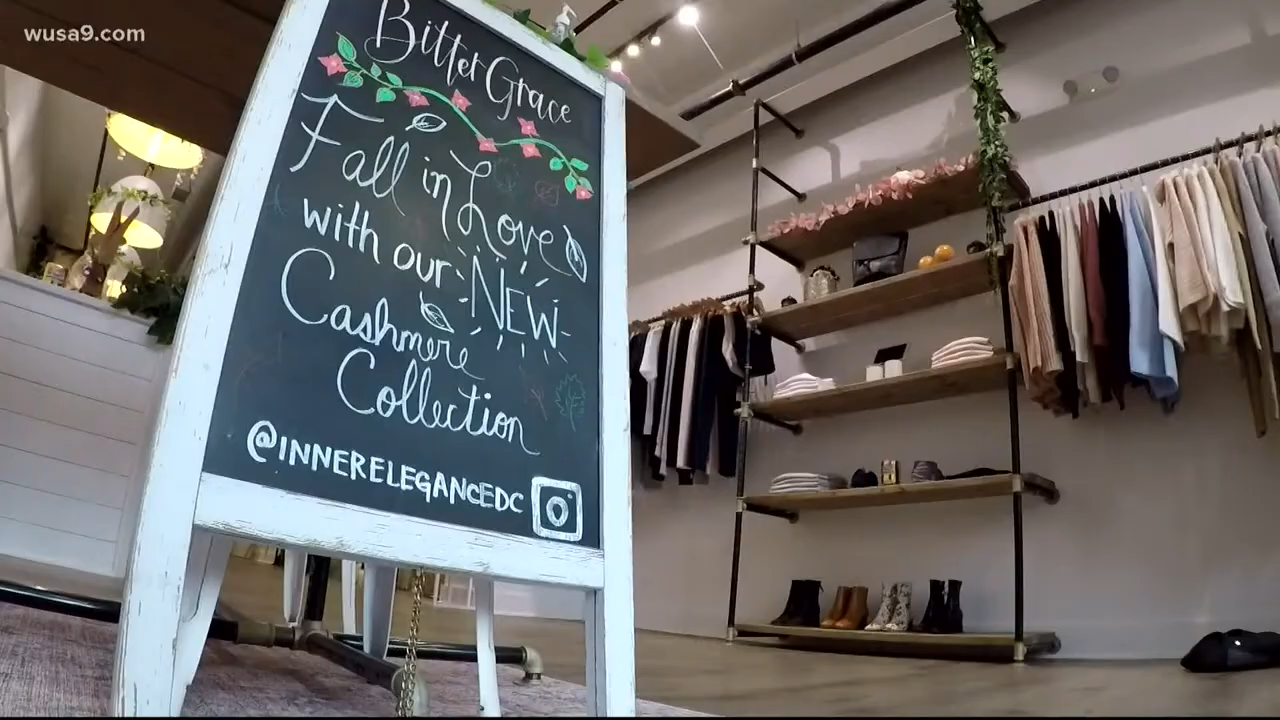 wusa9.com
Bitter Grace
Fall in Love
with our NEW
Cashmere
Collection
@INNERELEGANCEDC